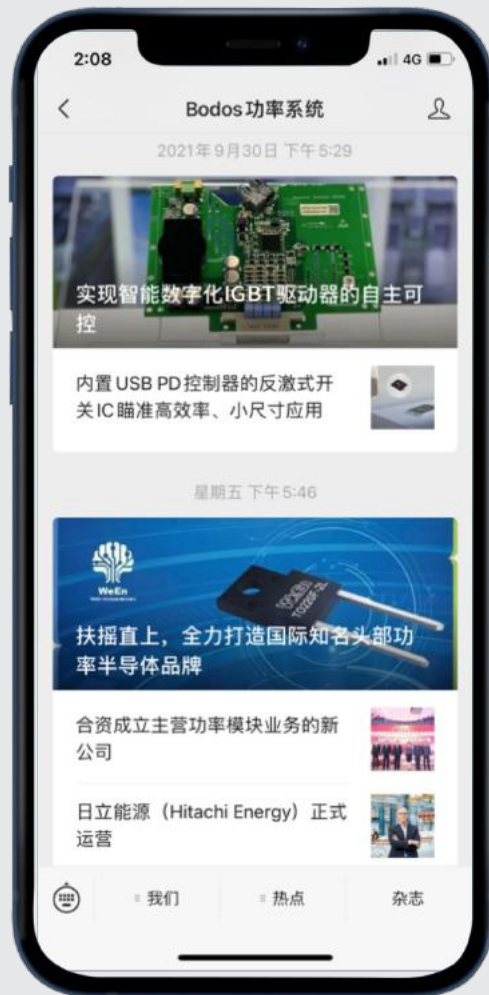 2:08
4G
Bodos功率系统
2021年9月30日 下午5:29
实现智能数字化IGBT驱动器的自主可
控
内置USB PD控制器的反激式开
关IC瞄准高效率、小尺寸应用
星期五 下午5:46
WeEn
TO220F-2L
扶摇直上，全力打造国际知名头部功
率半导体品牌
合资成立主营功率模块业务的新
公司
日立能源（Hitachi Energy）正式
运营
我们
热点
杂志